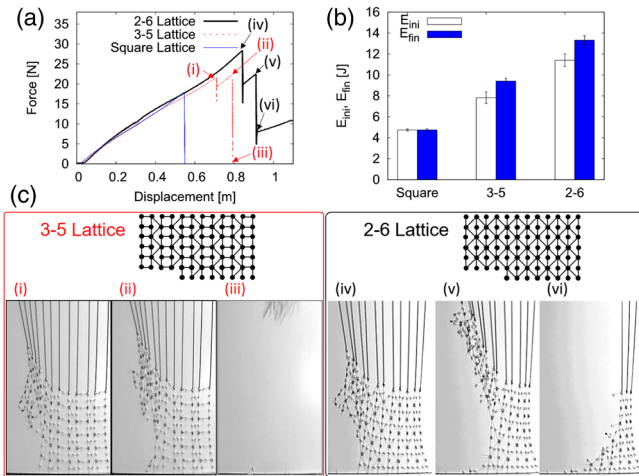 (a)
2-6 Lattice
3-5 Lattice
Square Lattice
(i)
(ii)
(iii)
(iv)
(v)
(vi)
Force [N]
35
30
25
20
15
10
5
0
0 0.2 0.4 0.6 0.8 1.0
Displacement [m]
(b)
E_ini
E_fin
E_ini, E_fin [J]
16
14
12
10
8
6
4
2
0
Square 3-5 2-6
(c)
3-5 Lattice
(i) (ii) (iii)
2-6 Lattice
(iv) (v) (vi)